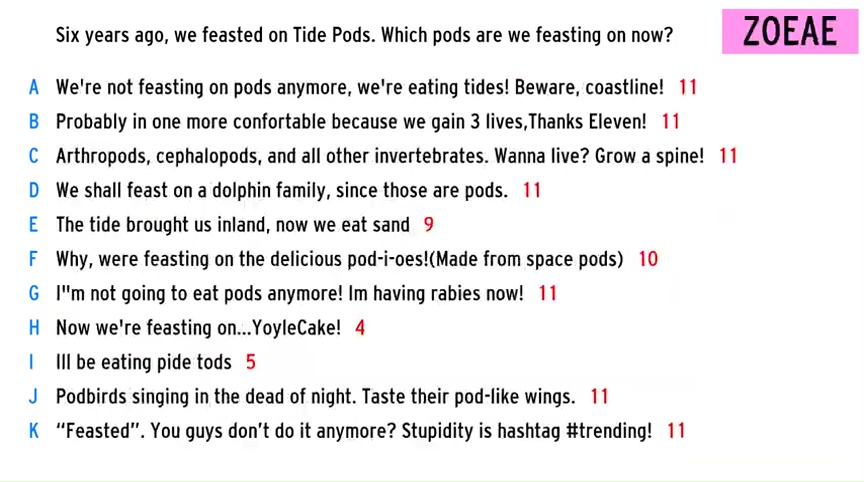 Six years ago, we feasted on Tide Pods. Which pods are we feasting on now?
ZOEAE
A We're not feasting on pods anymore, we're eating tides! Beware, coastline! 11
B Probably in one more confortable because we gain 3 lives,Thanks Eleven! 11
C Arthropods, cephalopods, and all other invertebrates. Wanna live? Grow a spine! 11
D We shall feast on a dolphin family, since those are pods. 11
E The tide brought us inland, now we eat sand 9
F Why, were feasting on the delicious pod-i-oes!(Made from space pods) 10
G I"m not going to eat pods anymore! Im having rabies now! 11
H Now we're feasting on...YoyleCake! 4
I Ill be eating pide tods 5
J Podbirds singing in the dead of night. Taste their pod-like wings. 11
K “Feasted”. You guys don’t do it anymore? Stupidity is hashtag #trending! 11